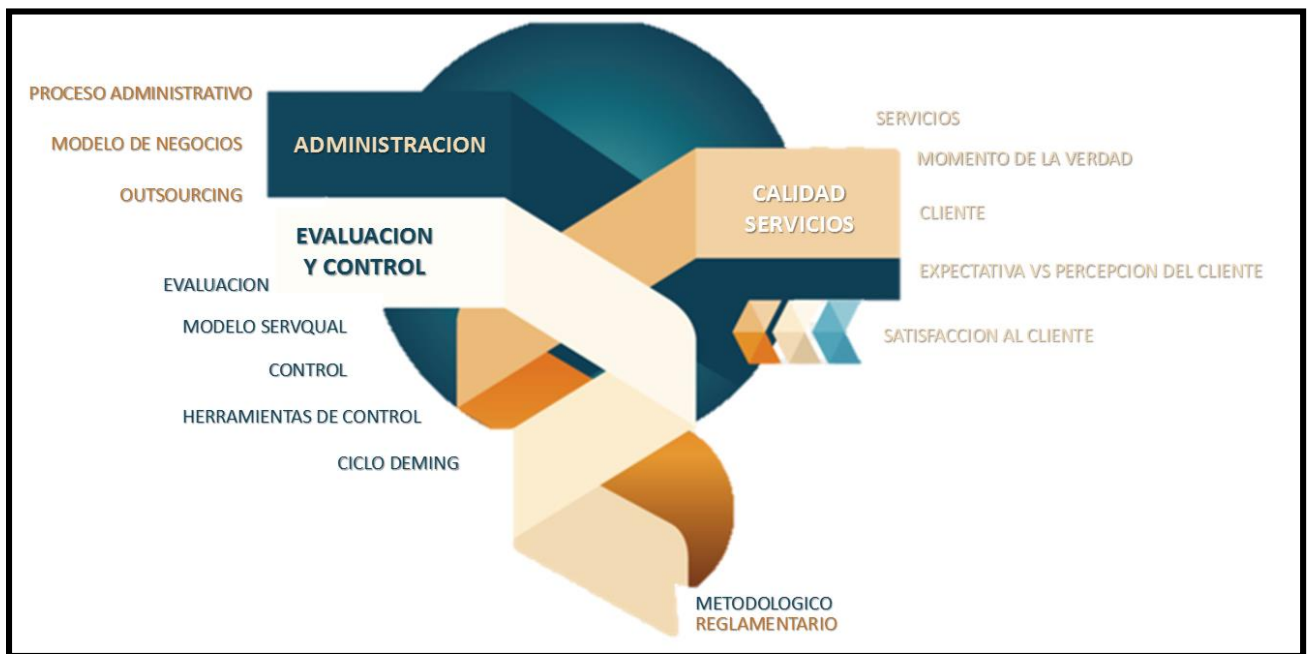 PROCESO ADMINISTRATIVO
MODELO DE NEGOCIOS
OUTSOURCING
ADMINISTRACION
EVALUACION
Y CONTROL
EVALUACION
MODELO SERVQUAL
CONTROL
HERRAMIENTAS DE CONTROL
CICLO DEMING
CALIDAD
SERVICIOS
SERVICIOS
MOMENTO DE LA VERDAD
CLIENTE
EXPECTATIVA VS PERCEPCION DEL CLIENTE
SATISFACCION AL CLIENTE
METODOLOGICO
REGLAMENTARIO